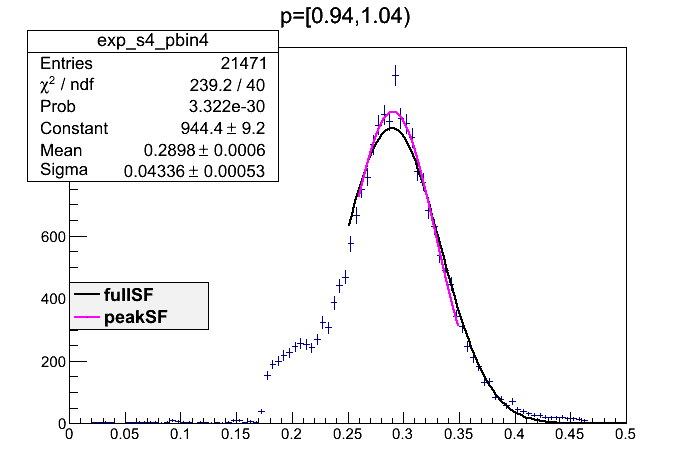 p=[0.94,1.04)
exp_s4_pbin4
Entries 21471
χ² / ndf 239.2 / 40
Prob 3.322e-30
Constant 944.4 ± 9.2
Mean 0.2898 ± 0.0006
Sigma 0.04336 ± 0.00053
600
400
fullSF
peakSF
200
0
0 0.05 0.1 0.15 0.2 0.25 0.3 0.35 0.4 0.45 0.5